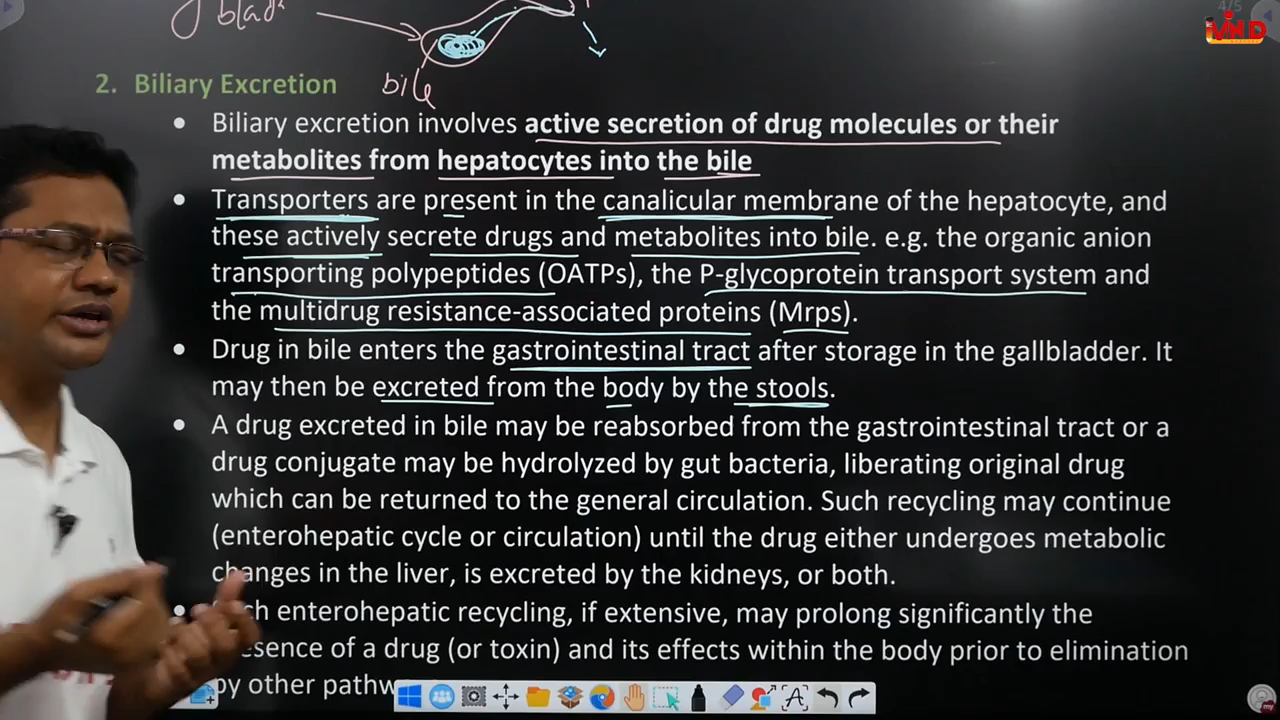 4/5
blad
ViND
bile
2. Biliary Excretion
• Biliary excretion involves active secretion of drug molecules or their
metabolites from hepatocytes into the bile
• Transporters are present in the canalicular membrane of the hepatocyte, and
these actively secrete drugs and metabolites into bile. e.g. the organic anion
transporting polypeptides (OATPs), the P-glycoprotein transport system and
the multidrug resistance-associated proteins (Mrps).
• Drug in bile enters the gastrointestinal tract after storage in the gallbladder. It
may then be excreted from the body by the stools.
• A drug excreted in bile may be reabsorbed from the gastrointestinal tract or a
drug conjugate may be hydrolyzed by gut bacteria, liberating original drug
which can be returned to the general circulation. Such recycling may continue
(enterohepatic cycle or circulation) until the drug either undergoes metabolic
changes in the liver, is excreted by the kidneys, or both.
• enterohepatic recycling, if extensive, may prolong significantly the
of a drug (or toxin) and its effects within the body prior to elimination
by other